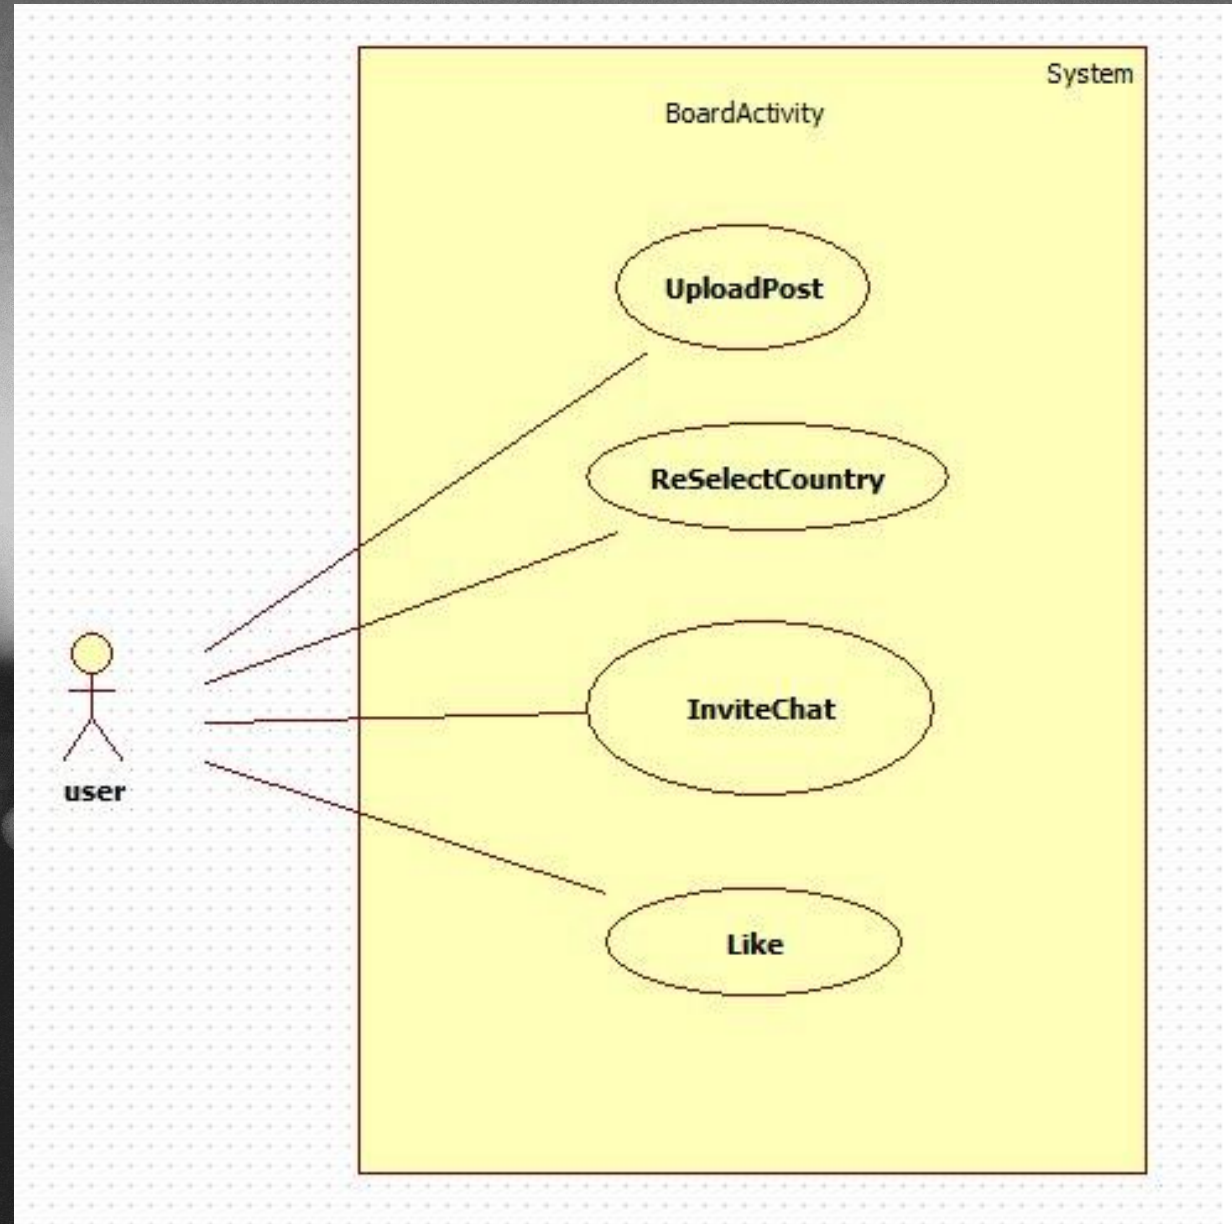 System
BoardActivity
UploadPost
ReSelectCountry
InviteChat
user
Like